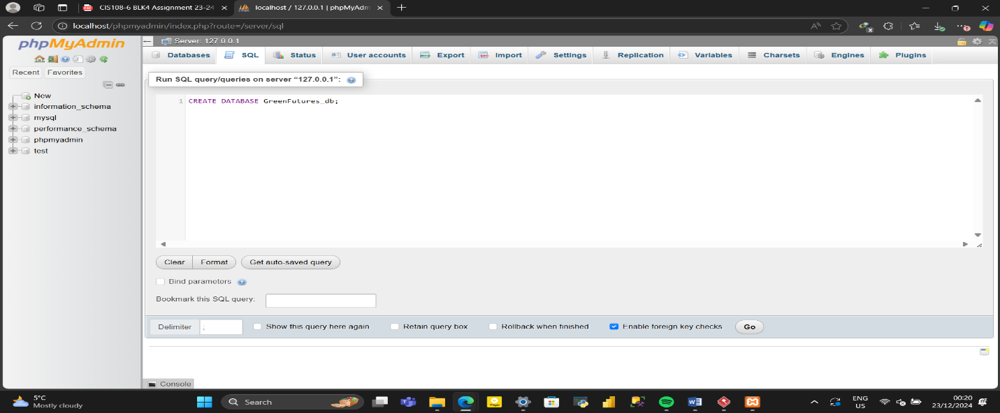 CIS108-6 BLK4 Assignment 23-24
localhost / 127.0.0.1 | phpMyAdm
localhost/phpmyadmin/index.php?route=/server/sql
phpMyAdmin
Recent
Favorites
New
information_schema
mysql
performance_schema
phpmyadmin
test
Server: 127.0.0.1
Databases
SQL
Status
User accounts
Export
Import
Settings
Replication
Variables
Charsets
Engines
Plugins
Run SQL query/queries on server “127.0.0.1”:
1 CREATE DATABASE GreenFutures_db;
Clear
Format
Get auto-saved query
Bind parameters
Bookmark this SQL query:
Delimiter
;
Show this query here again
Retain query box
Rollback when finished
Enable foreign key checks
Go
Console
5°C
Mostly cloudy
Search
ENG
US
00:20
23/12/2024